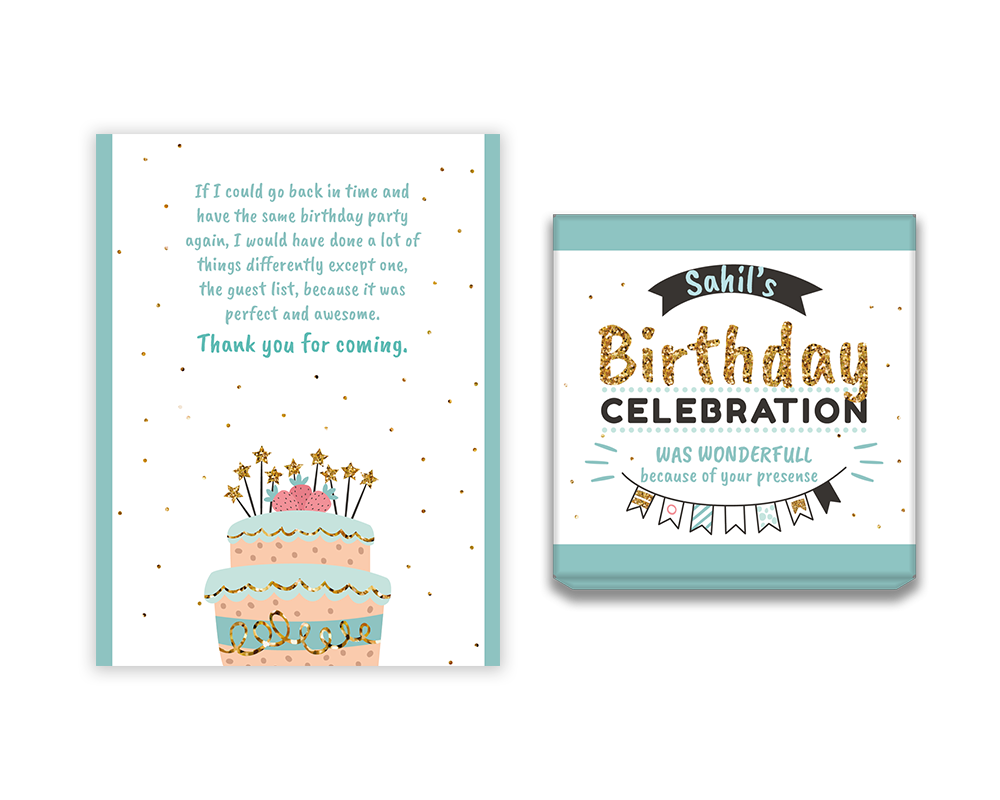 If I could go back in time and
have the same birthday party
again, I would have done a lot of
things differently except one,
the guest list, because it was
perfect and awesome.
Thank you for coming.
Sahil's
Birthday
CELEBRATION
WAS WONDERFULL
because of your presense